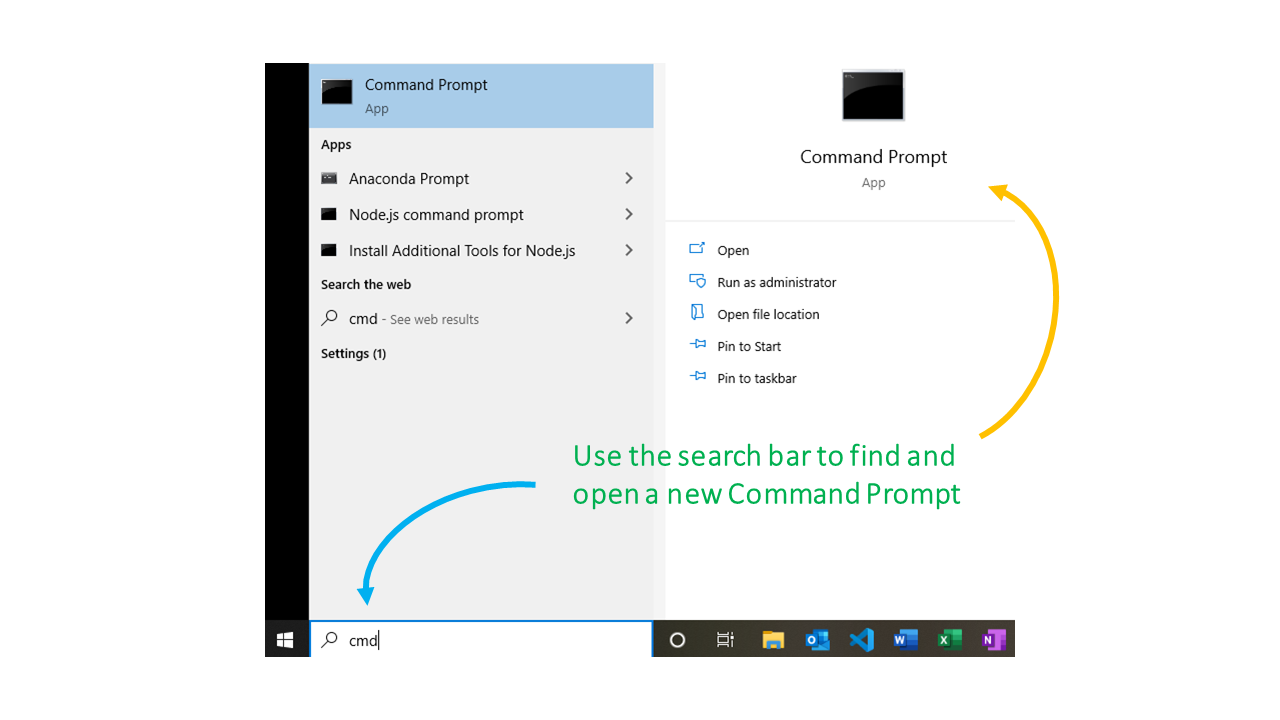 Command Prompt
App
Apps
Anaconda Prompt
Node.js command prompt
Install Additional Tools for Node.js
Search the web
cmd - See web results
Settings (1)
Command Prompt
App
Open
Run as administrator
Open file location
Pin to Start
Pin to taskbar
Use the search bar to find and
open a new Command Prompt
cmd